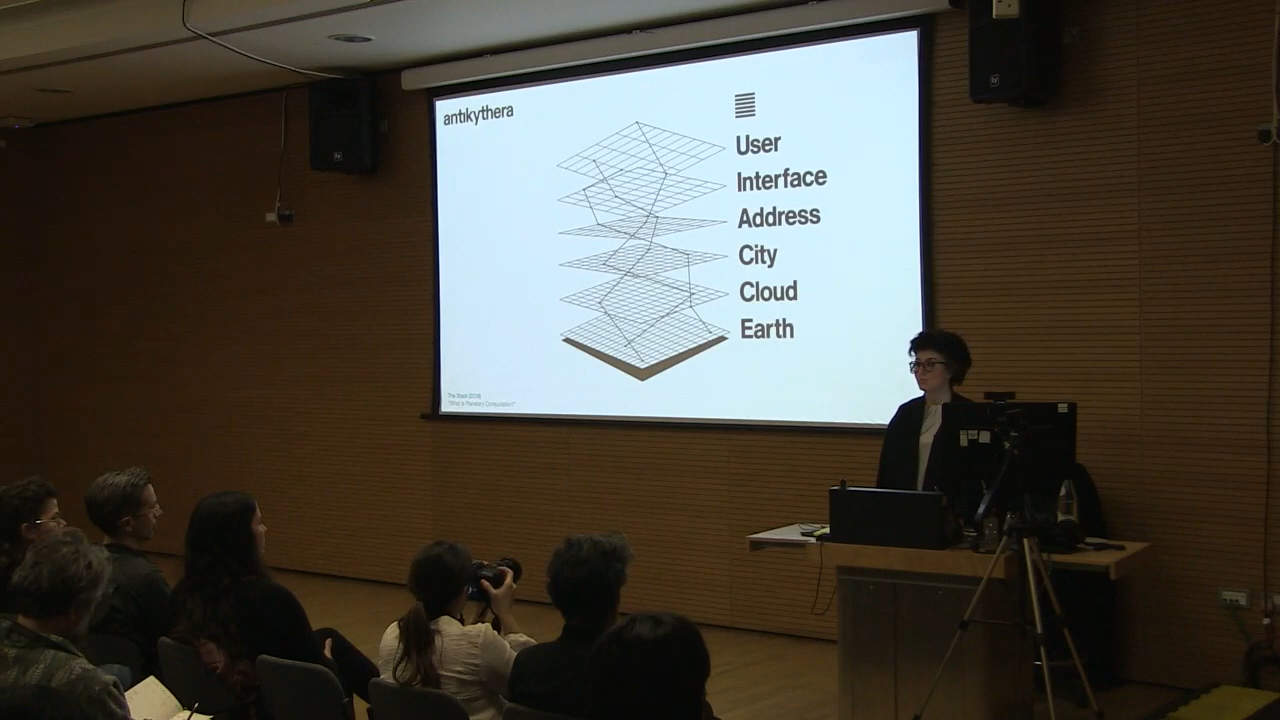 antikythera
User
Interface
Address
City
Cloud
Earth
The Stack (2016)
"What is Planetary Computation?"